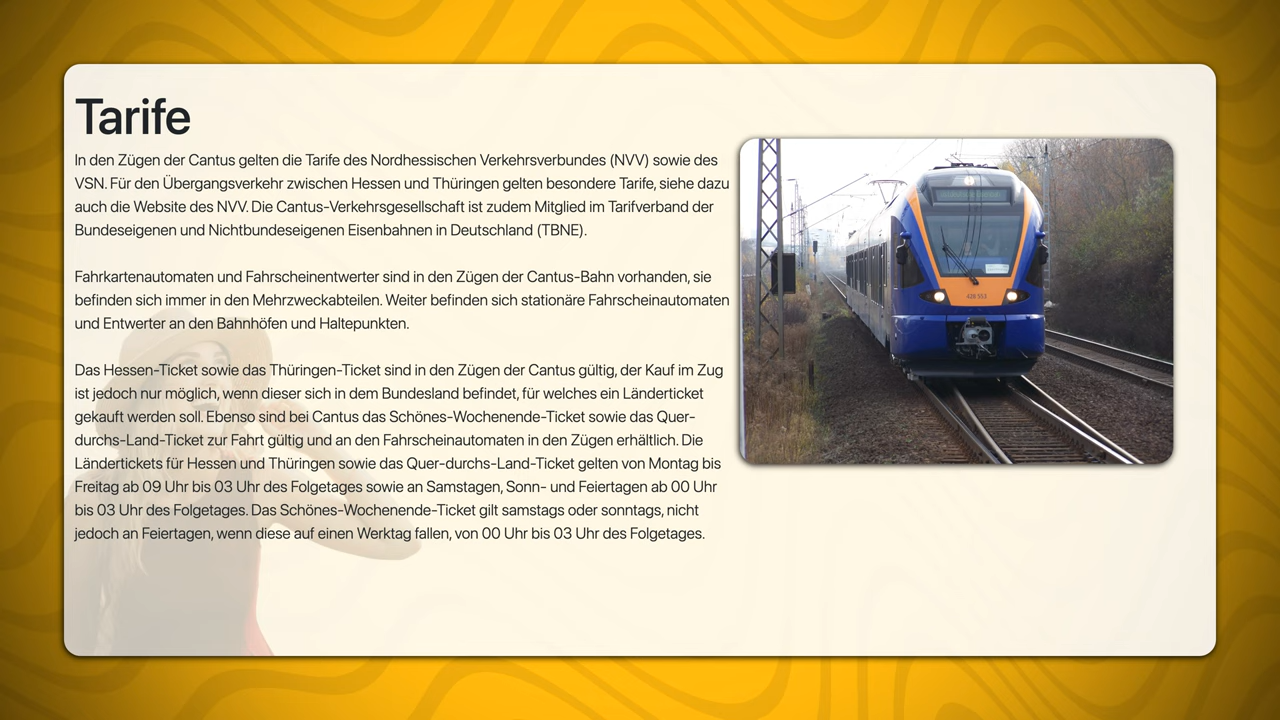 Tarife
In den Zügen der Cantus gelten die Tarife des Nordhessischen Verkehrsverbundes (NVV) sowie des
VSN. Für den Übergangsverkehr zwischen Hessen und Thüringen gelten besondere Tarife, siehe dazu
auch die Website des NVV. Die Cantus-Verkehrsgesellschaft ist zudem Mitglied im Tarifverband der
Bundeseigenen und Nichtbundeseigenen Eisenbahnen in Deutschland (TBNE).
Fahrkartenautomaten und Fahrscheinentwerter sind in den Zügen der Cantus-Bahn vorhanden, sie
befinden sich immer in den Mehrzweckabteilen. Weiter befinden sich stationäre Fahrscheinautomaten
und Entwerter an den Bahnhöfen und Haltepunkten.
Das Hessen-Ticket sowie das Thüringen-Ticket sind in den Zügen der Cantus gültig, der Kauf im Zug
ist jedoch nur möglich, wenn dieser sich in dem Bundesland befindet, für welches ein Länderticket
gekauft werden soll. Ebenso sind bei Cantus das Schönes-Wochenende-Ticket sowie das Quer-
durchs-Land-Ticket zur Fahrt gültig und an den Fahrscheinautomaten in den Zügen erhältlich. Die
Ländertickets für Hessen und Thüringen sowie das Quer-durchs-Land-Ticket gelten von Montag bis
Freitag ab 09 Uhr bis 03 Uhr des Folgetages sowie an Samstagen, Sonn- und Feiertagen ab 00 Uhr
bis 03 Uhr des Folgetages. Das Schönes-Wochenende-Ticket gilt samstags oder sonntags, nicht
jedoch an Feiertagen, wenn diese auf einen Werktag fallen, von 00 Uhr bis 03 Uhr des Folgetages.